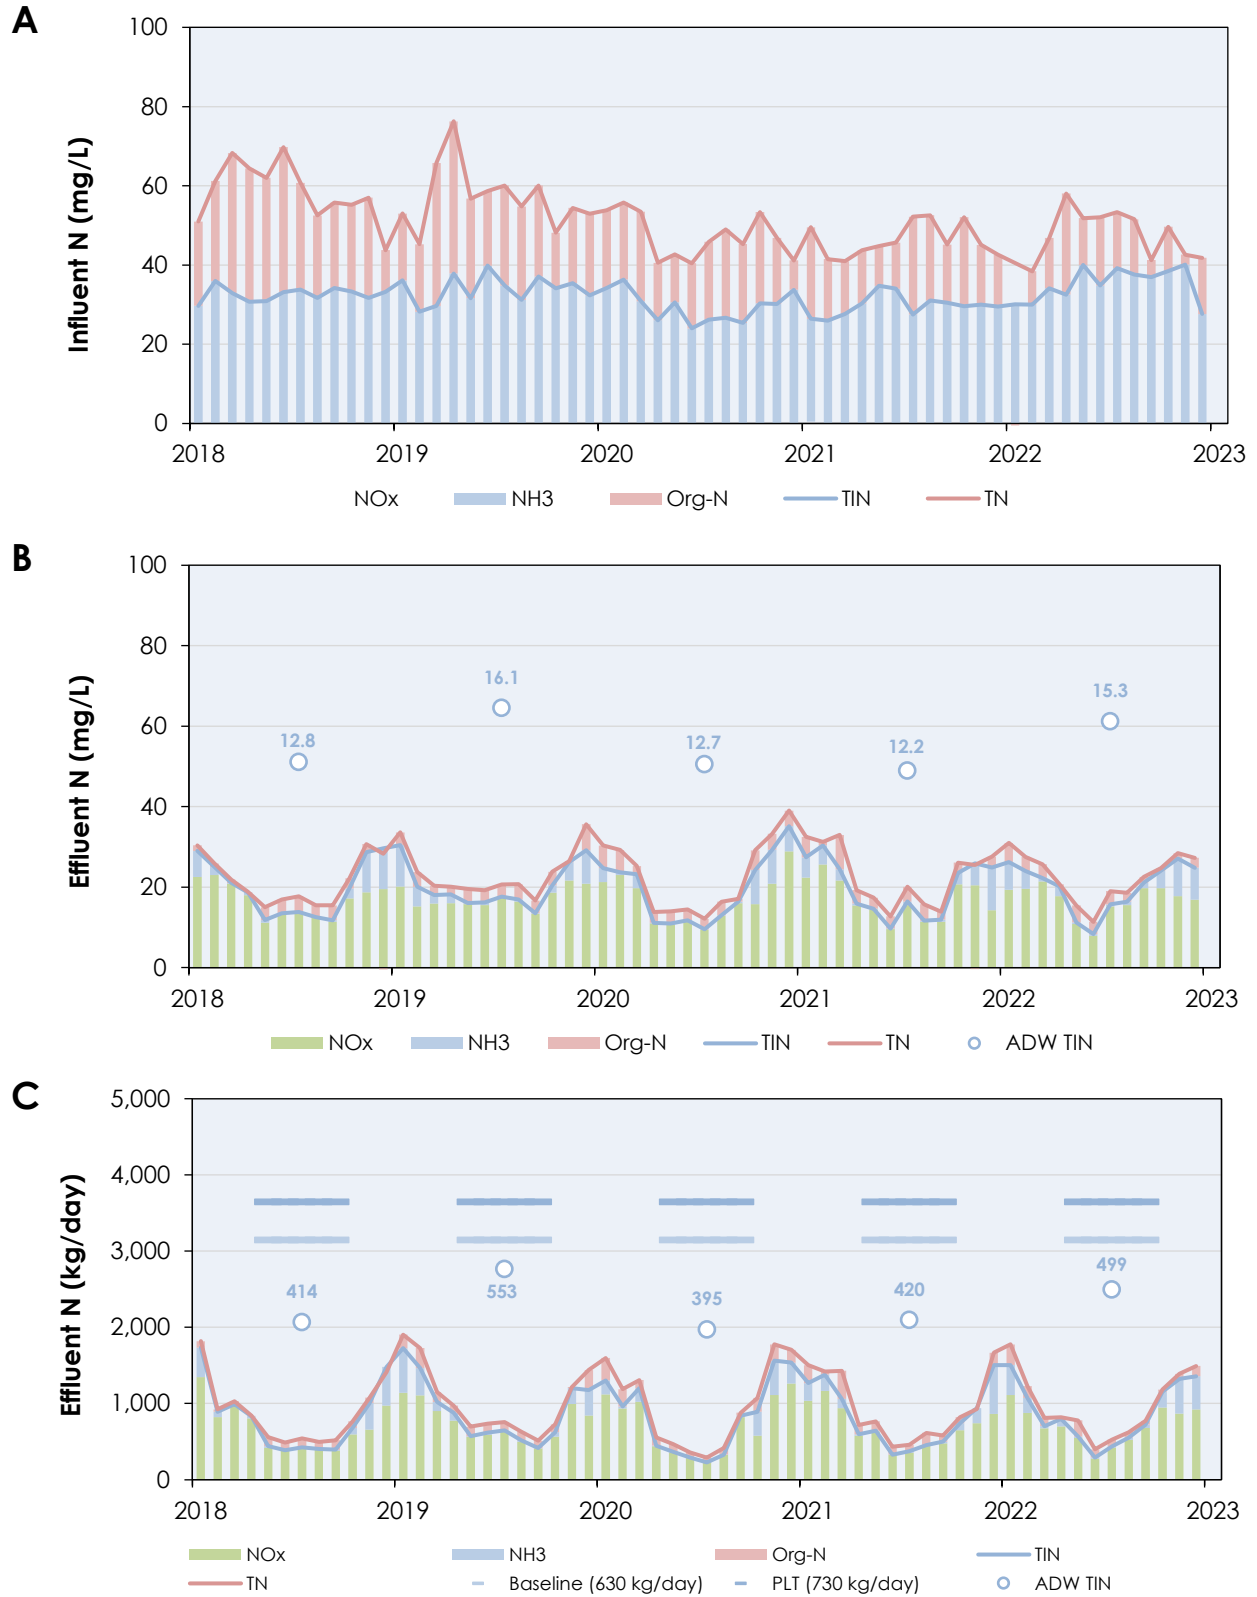 A
100
80
60
40
20
0
Influent N (mg/L)
2018 2019 2020 2021 2022 2023
NOx NH3 Org-N TIN TN
B
100
80
60
40
20
0
Effluent N (mg/L)
12.8 16.1 12.7 12.2 15.3
2018 2019 2020 2021 2022 2023
NOx NH3 Org-N TIN TN ADW TIN
C
5,000
4,000
3,000
2,000
1,000
0
Effluent N (kg/day)
414 553 395 420 499
2018 2019 2020 2021 2022 2023
NOx NH3 Org-N TIN
TN Baseline (630 kg/day) PLT (730 kg/day) ADW TIN